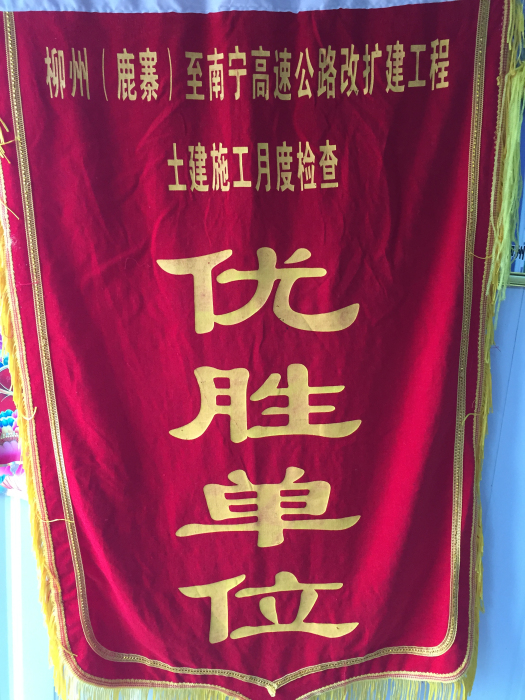 柳州（鹿寨）至南宁高速公路改扩建工程
土建施工月度检查
优
胜
单
位